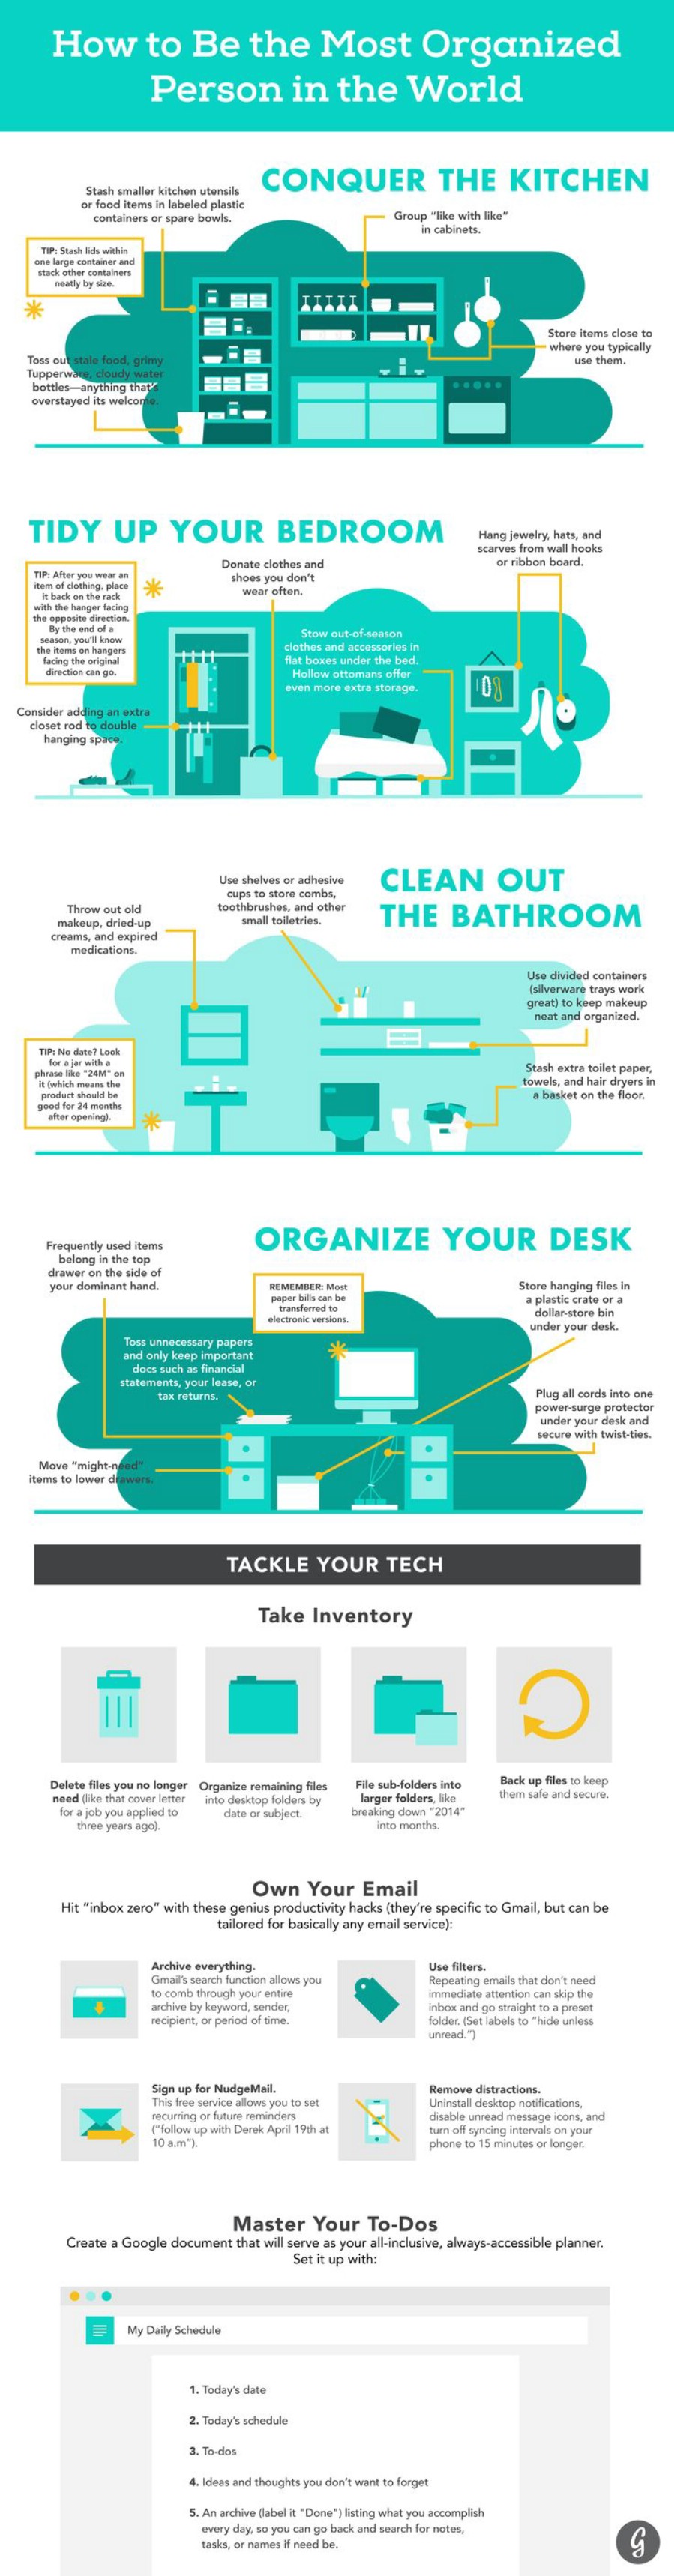 How to Be the Most Organized
Person in the World
CONQUER THE KITCHEN
Stash smaller kitchen utensils
or food items in labeled plastic
containers or spare bowls.
Group "like with like"
in cabinets.
TIP: Stash lids within
one large container and
stack other containers
neatly by size.
Store items close to
where you typically
use them.
Toss out stale food, grimy
Tupperware, cloudy water
bottles—anything that's
overstayed its welcome.
TIDY UP YOUR BEDROOM
Hang jewelry, hats, and
scarves from wall hooks
or ribbon board.
Donate clothes and
shoes you don't
wear often.
TIP: After you wear an
item of clothing, place
it back on the rack
with the hanger facing
the opposite direction.
By the end of a
season, you'll know
the items on hangers
facing the original
direction can go.
Stow out-of-season
clothes and accessories in
flat boxes under the bed.
Hollow ottomans offer
even more extra storage.
Consider adding an extra
closet rod to double
hanging space.
CLEAN OUT
THE BATHROOM
Use shelves or adhesive
cups to store combs,
toothbrushes, and other
small toiletries.
Throw out old
makeup, dried-up
creams, and expired
medications.
Use divided containers
(silverware trays work
great) to keep makeup
neat and organized.
TIP: No date? Look
for a jar with a
phrase like "24M" on
it (which means the
product should be
good for 24 months
after opening).
Stash extra toilet paper,
towels, and hair dryers in
a basket on the floor.
ORGANIZE YOUR DESK
Frequently used items
belong in the top
drawer on the side of
your dominant hand.
REMEMBER: Most
paper bills can be
transferred to
electronic versions.
Store hanging files in
a plastic crate or a
dollar-store bin
under your desk.
Toss unnecessary papers
and only keep important
docs such as financial
statements, your lease, or
tax returns.
Plug all cords into one
power-surge protector
under your desk and
secure with twist-ties.
Move "might-need"
items to lower drawers.
TACKLE YOUR TECH
Take Inventory
Delete files you no longer
need (like that cover letter
for a job you applied to
three years ago).
Organize remaining files
into desktop folders by
date or subject.
File sub-folders into
larger folders, like
breaking down "2014"
into months.
Back up files to keep
them safe and secure.
Own Your Email
Hit "inbox zero" with these genius productivity hacks (they're specific to Gmail, but can be
tailored for basically any email service):
Archive everything.
Gmail's search function allows you
to comb through your entire
archive by keyword, sender,
recipient, or period of time.
Use filters.
Repeating emails that don't need
immediate attention can skip the
inbox and go straight to a preset
folder. (Set labels to "hide unless
unread.")
Sign up for NudgeMail.
This free service allows you to set
recurring or future reminders
("follow up with Derek April 19th at
10 a.m").
Remove distractions.
Uninstall desktop notifications,
disable unread message icons, and
turn off syncing intervals on your
phone to 15 minutes or longer.
Master Your To-Dos
Create a Google document that will serve as your all-inclusive, always-accessible planner.
Set it up with:
My Daily Schedule
1. Today's date
2. Today's schedule
3. To-dos
4. Ideas and thoughts you don't want to forget
5. An archive (label it "Done") listing what you accomplish
every day, so you can go back and search for notes,
tasks, or names if need be.
G